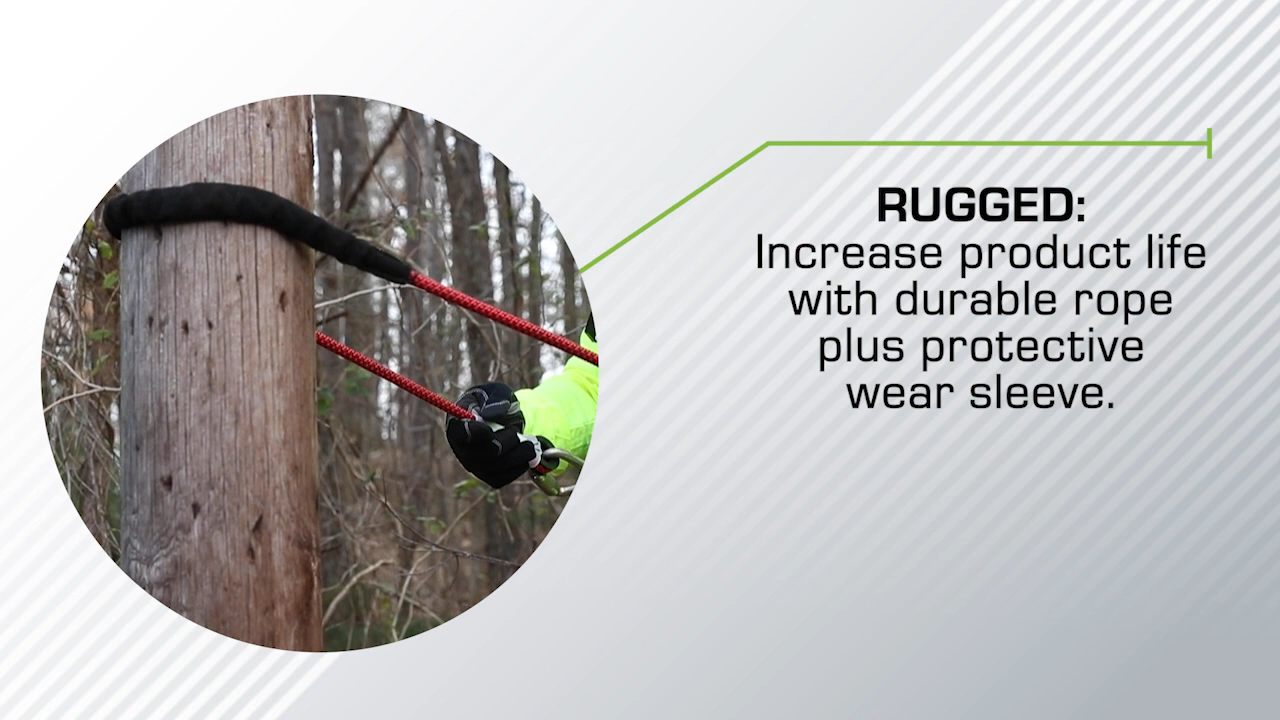 RUGGED:
Increase product life
with durable rope
plus protective
wear sleeve.